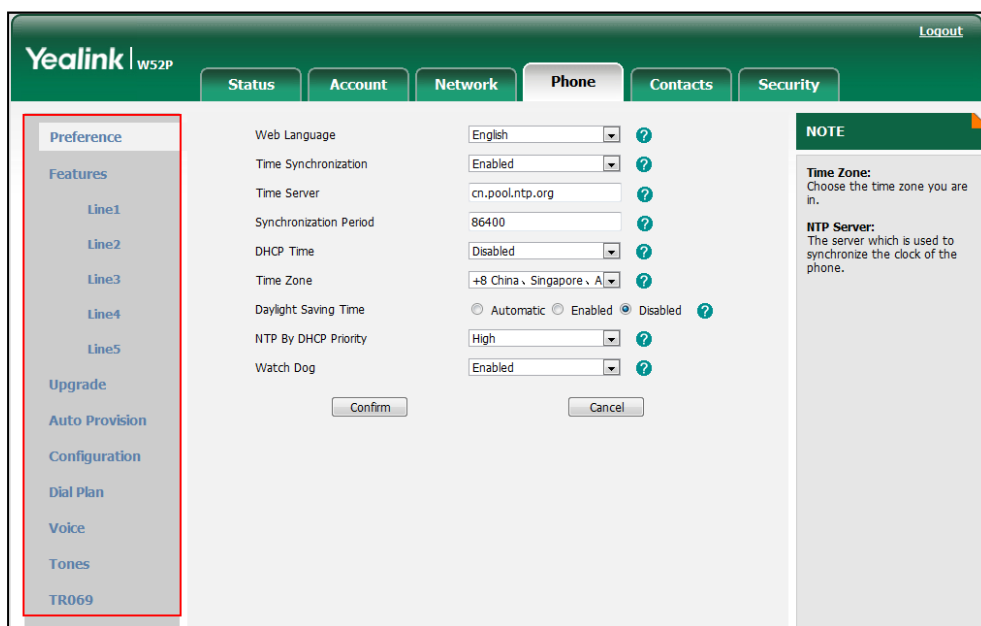 Logout
Yealink | W52P
Status Account Network Phone Contacts Security
Preference
Features
Line1
Line2
Line3
Line4
Line5
Upgrade
Auto Provision
Configuration
Dial Plan
Voice
Tones
TR069
Web Language English ?
Time Synchronization Enabled ?
Time Server cn.pool.ntp.org ?
Synchronization Period 86400 ?
DHCP Time Disabled ?
Time Zone +8 China、Singapore、A ?
Daylight Saving Time Automatic Enabled Disabled ?
NTP By DHCP Priority High ?
Watch Dog Enabled ?
Confirm Cancel
NOTE
Time Zone:
Choose the time zone you are
in.
NTP Server:
The server which is used to
synchronize the clock of the
phone.